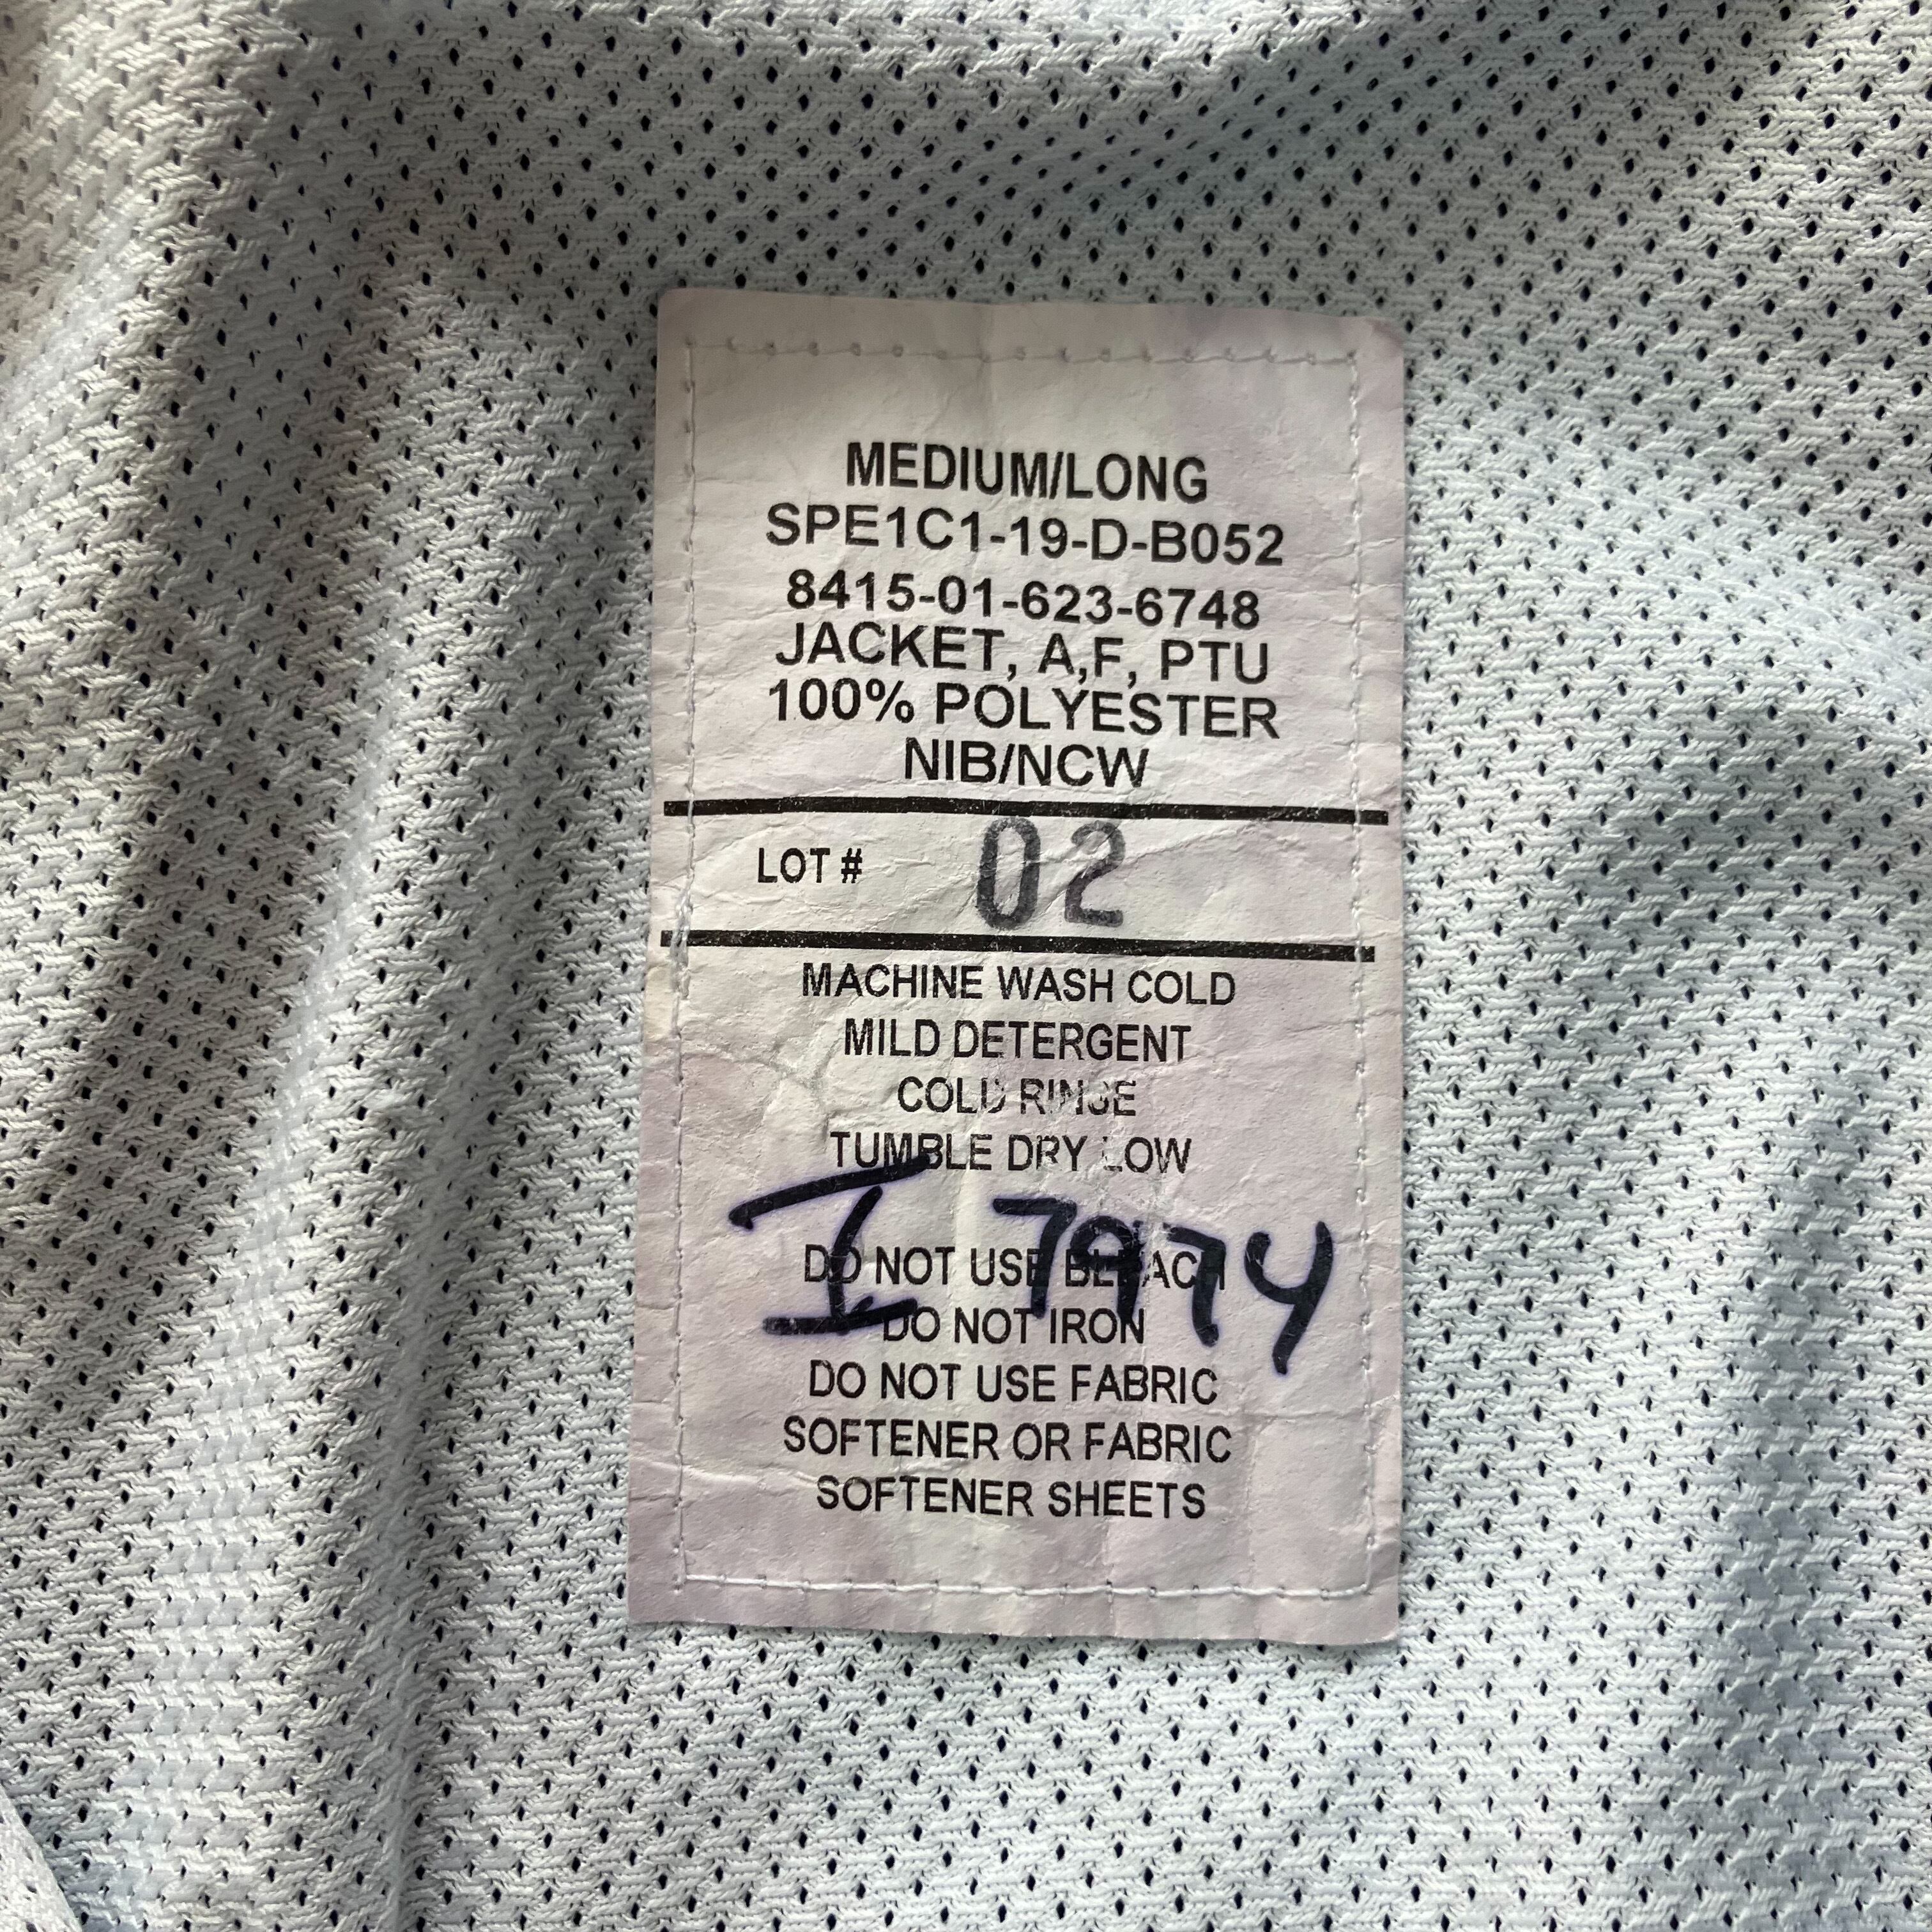 MEDIUM/LONG
SPE1C1-19-D-B052
8415-01-623-6748
JACKET, A,F, PTU
100% POLYESTER
NIB/NCW
LOT # 02
MACHINE WASH COLD
MILD DETERGENT
COLD RINSE
TUMBLE DRY LOW
I 7974
DO NOT USE BLEACH
DO NOT IRON
DO NOT USE FABRIC
SOFTENER OR FABRIC
SOFTENER SHEETS